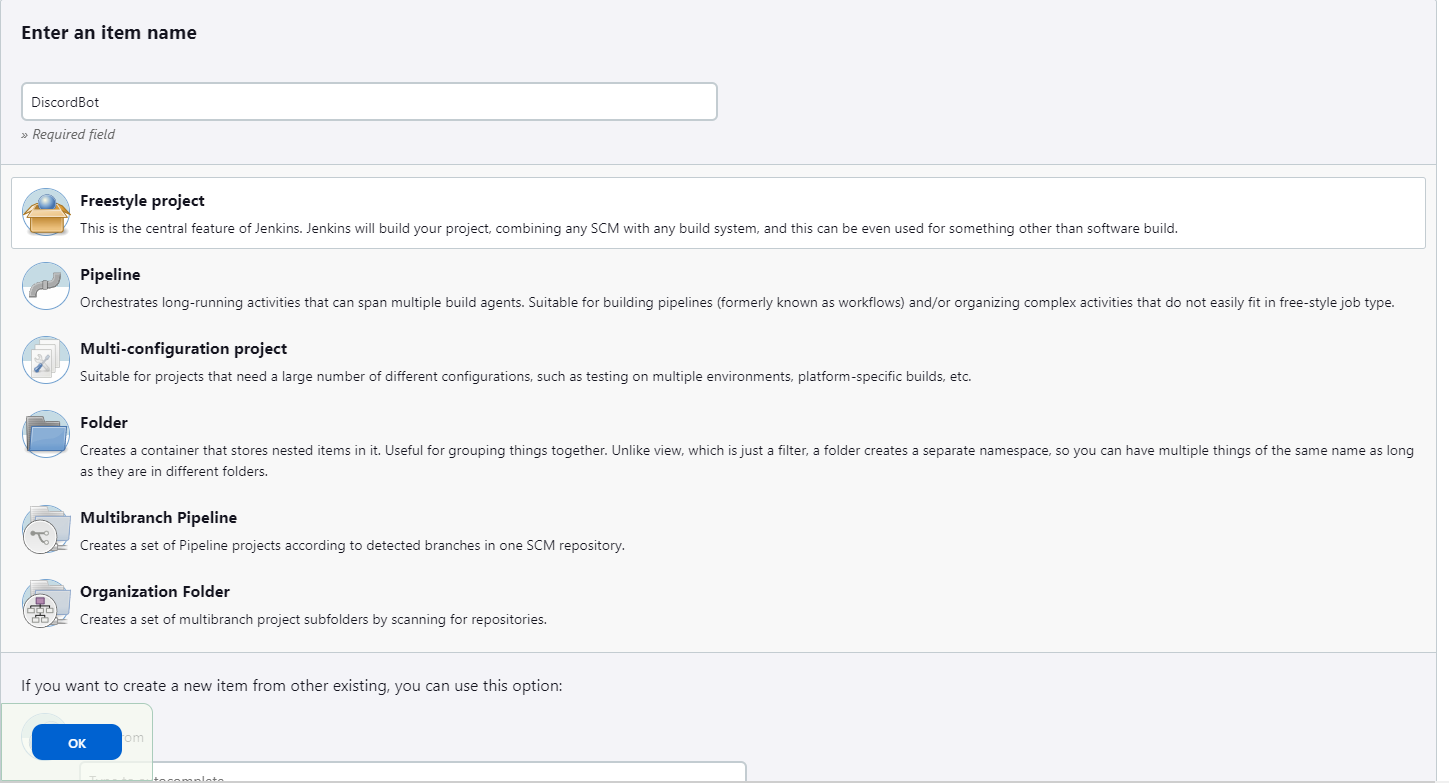 Enter an item name
DiscordBot
» Required field
Freestyle project
This is the central feature of Jenkins. Jenkins will build your project, combining any SCM with any build system, and this can be even used for something other than software build.
Pipeline
Orchestrates long-running activities that can span multiple build agents. Suitable for building pipelines (formerly known as workflows) and/or organizing complex activities that do not easily fit in free-style job type.
Multi-configuration project
Suitable for projects that need a large number of different configurations, such as testing on multiple environments, platform-specific builds, etc.
Folder
Creates a container that stores nested items in it. Useful for grouping things together. Unlike view, which is just a filter, a folder creates a separate namespace, so you can have multiple things of the same name as long
as they are in different folders.
Multibranch Pipeline
Creates a set of Pipeline projects according to detected branches in one SCM repository.
Organization Folder
Creates a set of multibranch project subfolders by scanning for repositories.
If you want to create a new item from other existing, you can use this option:
OK